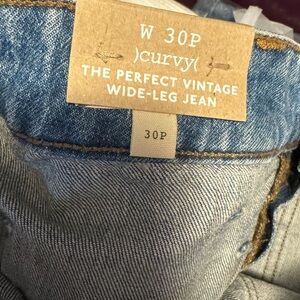 W 30P
)curvy(
THE PERFECT VINTAGE
WIDE-LEG JEAN
30P